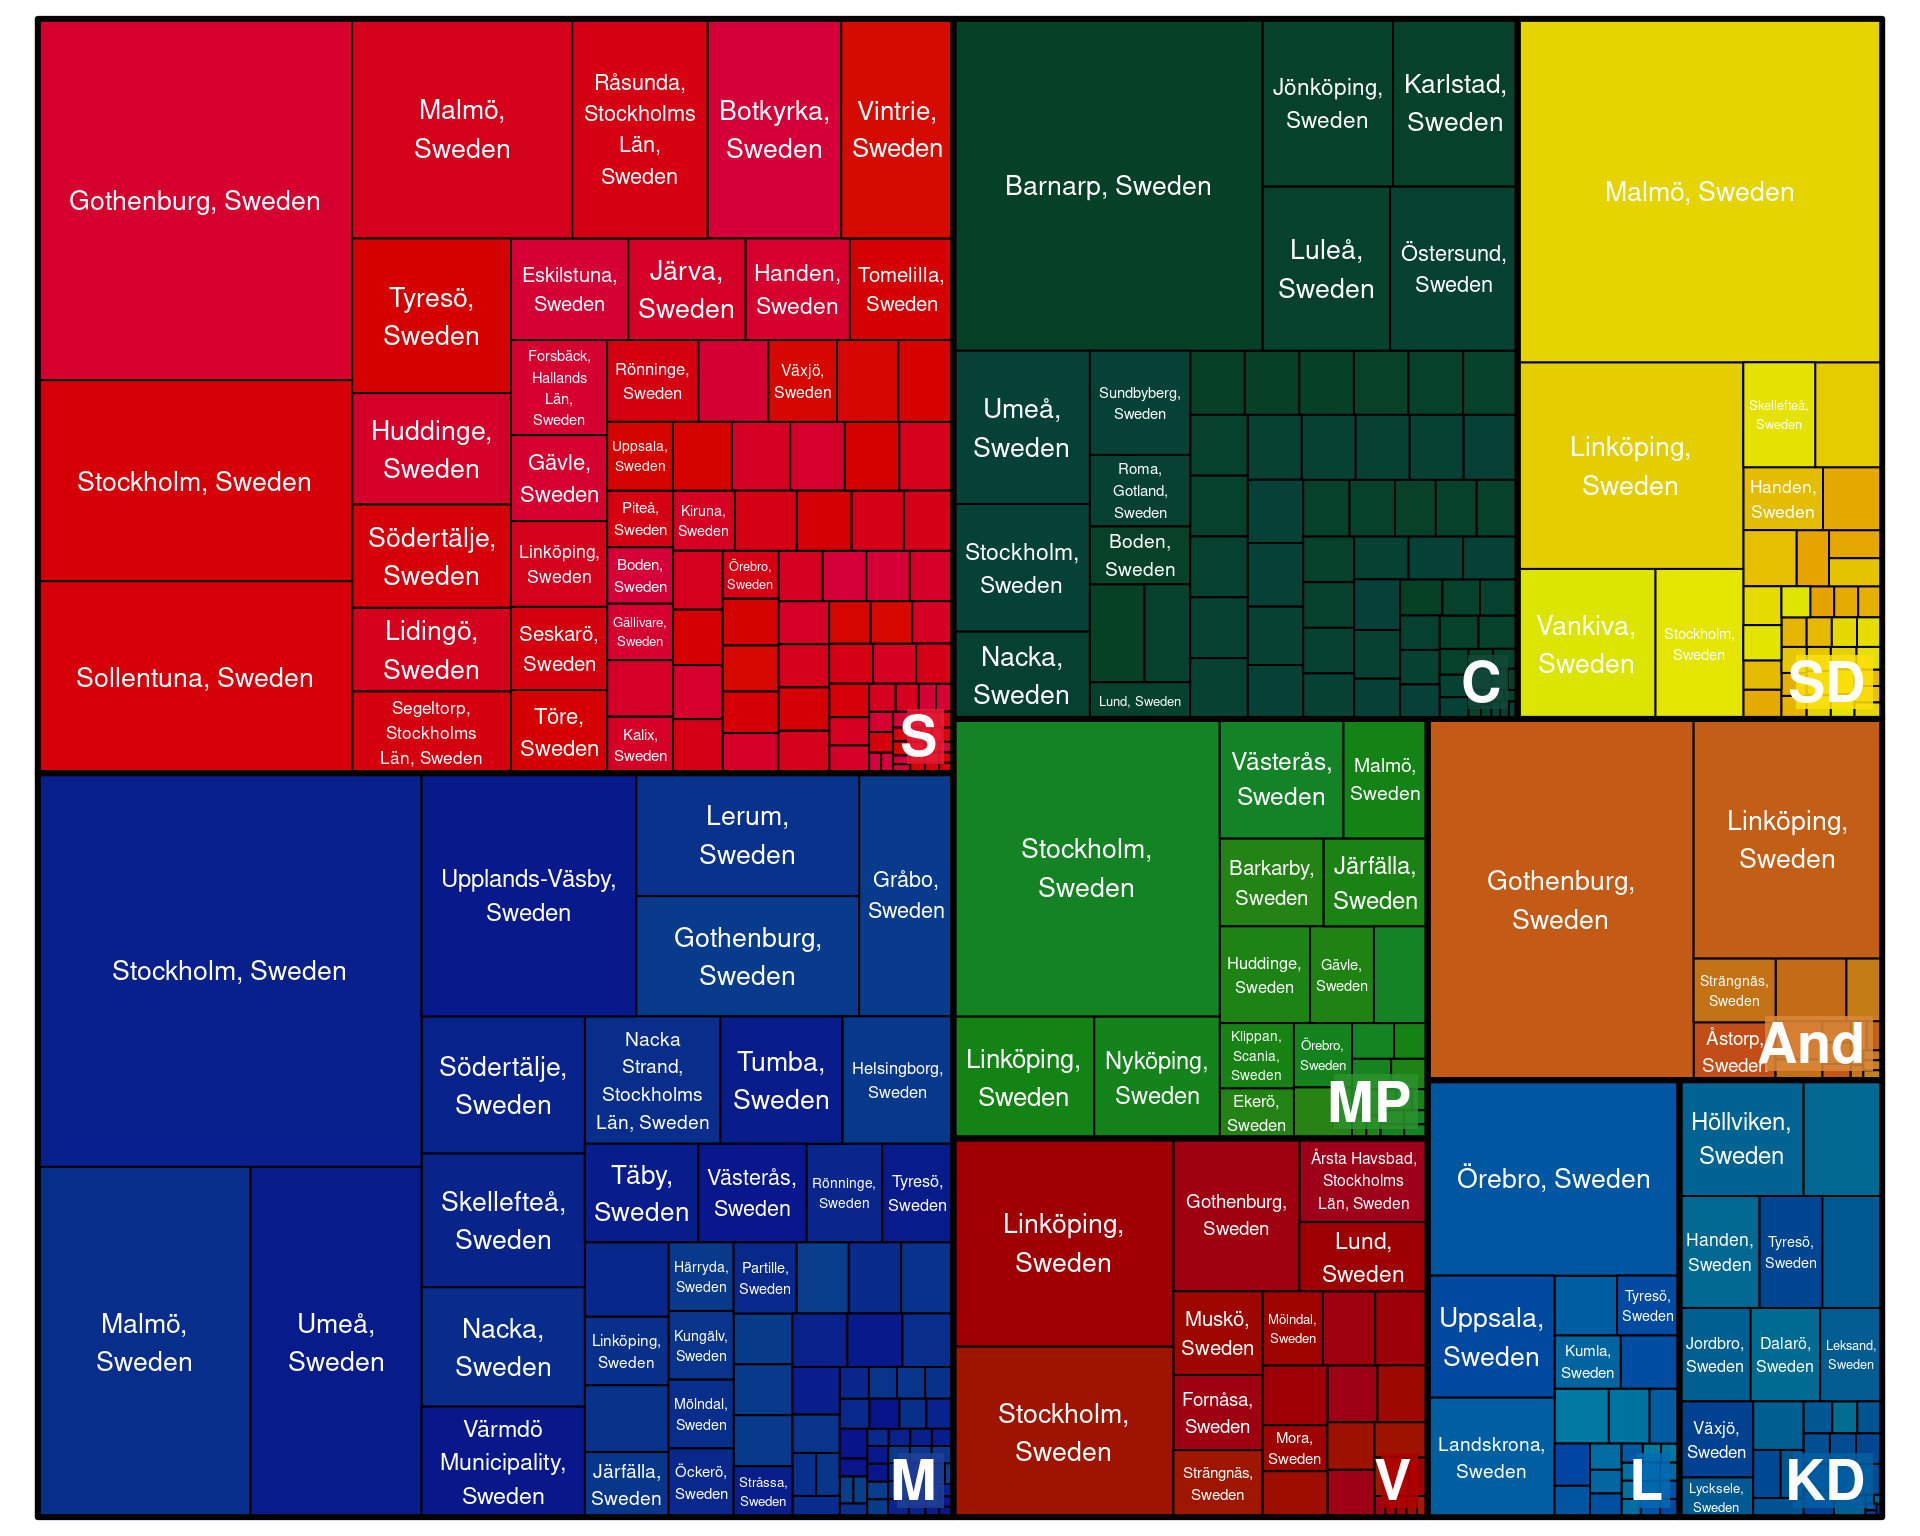 Gothenburg, Sweden
Stockholm, Sweden
Sollentuna, Sweden
Malmö,
Sweden
Råsunda,
Stockholms
Län,
Sweden
Botkyrka,
Sweden
Vintrie,
Sweden
Tyresö,
Sweden
Huddinge,
Sweden
Södertälje,
Sweden
Lidingö,
Sweden
Segeltorp,
Stockholms
Län, Sweden
Eskilstuna,
Sweden
Järva,
Sweden
Handen,
Sweden
Tomelilla,
Sweden
Forsbäck,
Hallands
Län,
Sweden
Gävle,
Sweden
Linköping,
Sweden
Seskarö,
Sweden
Töre,
Sweden
Rönninge,
Sweden
Växjö,
Sweden
Uppsala,
Sweden
Piteå,
Sweden
Kiruna,
Sweden
Boden,
Sweden
Örebro,
Sweden
Gällivare,
Sweden
Kalix,
Sweden
S
Barnarp, Sweden
Jönköping,
Sweden
Karlstad,
Sweden
Luleå,
Sweden
Östersund,
Sweden
Umeå,
Sweden
Stockholm,
Sweden
Nacka,
Sweden
Sundbyberg,
Sweden
Roma,
Gotland,
Sweden
Boden,
Sweden
Lund, Sweden
C
Malmö, Sweden
Linköping,
Sweden
Vankiva,
Sweden
Stockholm,
Sweden
Skellefteå,
Sweden
Handen,
Sweden
SD
Stockholm, Sweden
Malmö,
Sweden
Umeå,
Sweden
Upplands-Väsby,
Sweden
Lerum,
Sweden
Gothenburg,
Sweden
Gråbo,
Sweden
Södertälje,
Sweden
Skellefteå,
Sweden
Nacka,
Sweden
Värmdö
Municipality,
Sweden
Nacka
Strand,
Stockholms
Län, Sweden
Tumba,
Sweden
Helsingborg,
Sweden
Täby,
Sweden
Västerås,
Sweden
Rönninge,
Sweden
Tyresö,
Sweden
Härryda,
Sweden
Partille,
Sweden
Linköping,
Sweden
Kungälv,
Sweden
Mölndal,
Sweden
Järfälla,
Sweden
Öckerö,
Sweden
Stråssa,
Sweden
M
Stockholm,
Sweden
Linköping,
Sweden
Nyköping,
Sweden
Västerås,
Sweden
Malmö,
Sweden
Barkarby,
Sweden
Järfälla,
Sweden
Huddinge,
Sweden
Gävle,
Sweden
Klippan,
Scania,
Sweden
Örebro,
Sweden
Ekerö,
Sweden
MP
Gothenburg,
Sweden
Linköping,
Sweden
Strängnäs,
Sweden
Åstorp,
Sweden
And
Linköping,
Sweden
Stockholm,
Sweden
Gothenburg,
Sweden
Årsta Havsbad,
Stockholms
Län, Sweden
Lund,
Sweden
Muskö,
Sweden
Mölndal,
Sweden
Fornåsa,
Sweden
Mora,
Sweden
Strängnäs,
Sweden
V
Örebro, Sweden
Uppsala,
Sweden
Landskrona,
Sweden
Tyresö,
Sweden
Kumla,
Sweden
L
Höllviken,
Sweden
Handen,
Sweden
Tyresö,
Sweden
Jordbro,
Sweden
Dalarö,
Sweden
Leksand,
Sweden
Växjö,
Sweden
Lycksele,
Sweden
KD